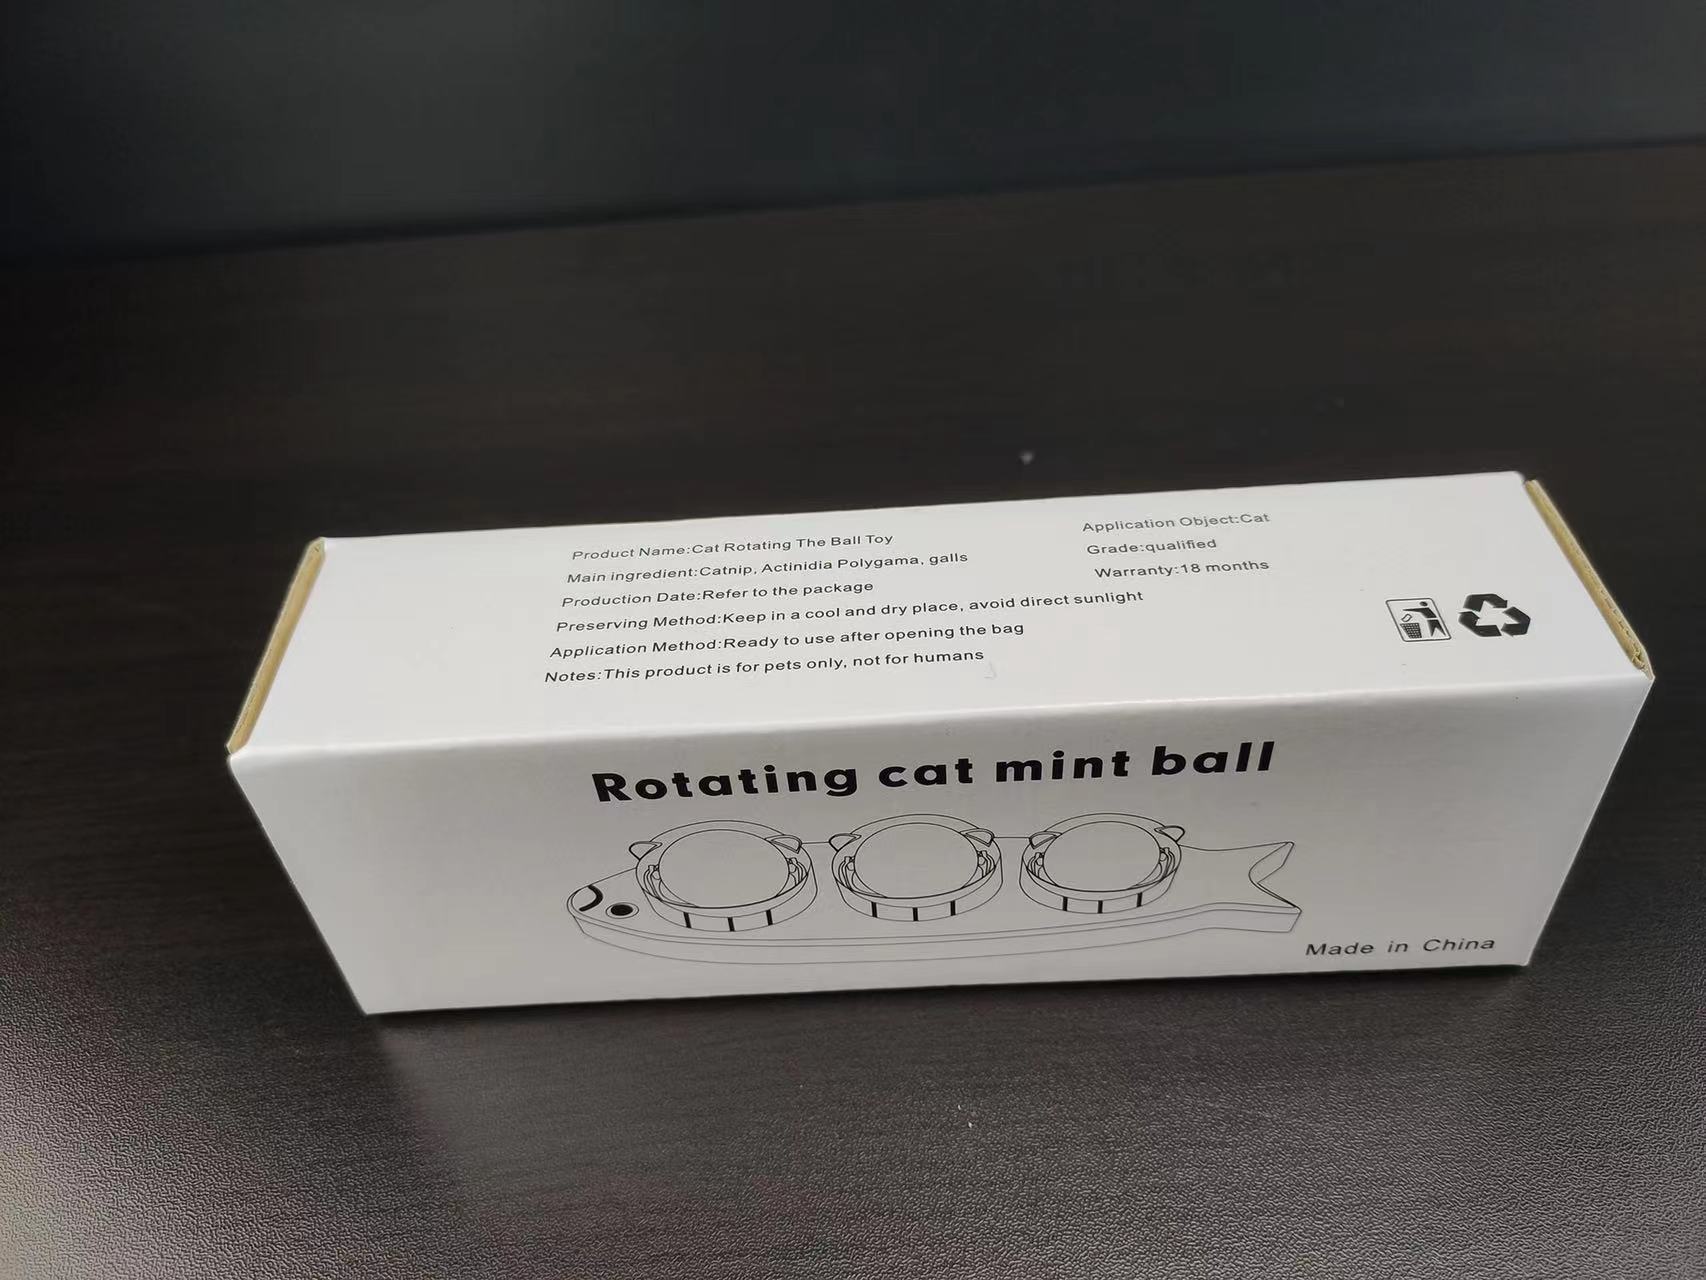 Product Name:Cat Rotating The Ball Toy
Main ingredient:Catnip, Actinidia Polygama, galls
Production Date:Refer to the package
Preserving Method:Keep in a cool and dry place, avoid direct sunlight
Application Method:Ready to use after opening the bag
Notes:This product is for pets only, not for humans
Application Object:Cat
Grade:qualified
Warranty:18 months
Rotating cat mint ball
Made in China